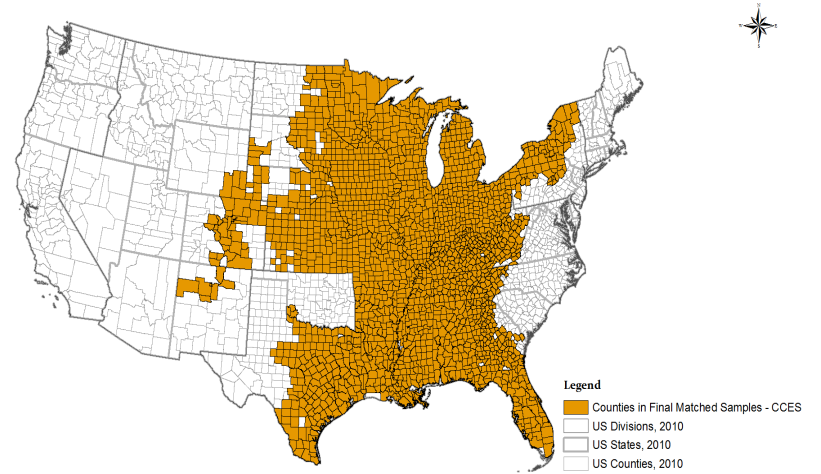 N
W E
S
Legend
Counties in Final Matched Samples - CCES
US Divisions, 2010
US States, 2010
US Counties, 2010